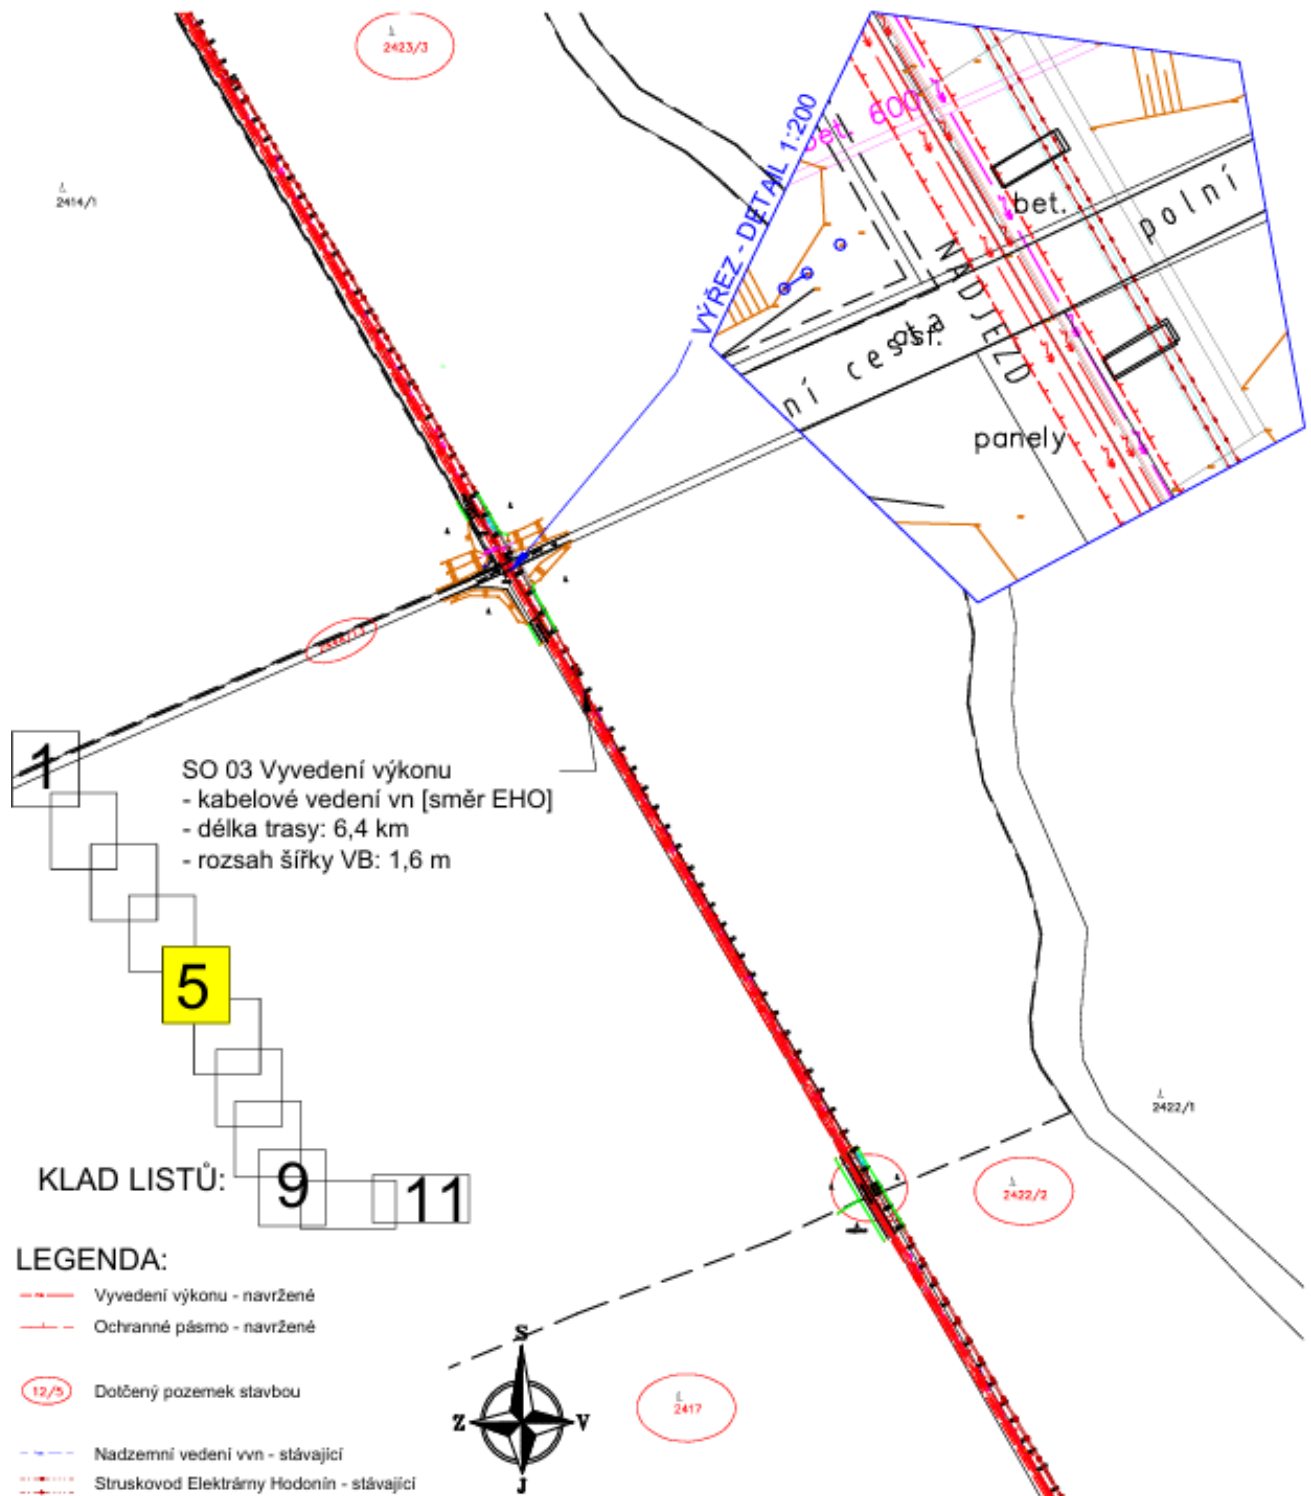 2423/3
2414/1
VÝŘEZ - DETAIL 1:200
bet. 600
bet.
polní
NADJEZD
ní cesta
ost.
panely
1
SO 03 Vyvedení výkonu
- kabelové vedení vn [směr EHO]
- délka trasy: 6,4 km
- rozsah šířky VB: 1,6 m
5
2422/1
KLAD LISTŮ:
9
11
2422/2
LEGENDA:
Vyvedení výkonu - navržené
Ochranné pásmo - navržené
12/5
Dotčený pozemek stavbou
Nadzemní vedení vvn - stávající
Struskovod Elektrárny Hodonín - stávající
S
Z
V
J
2417